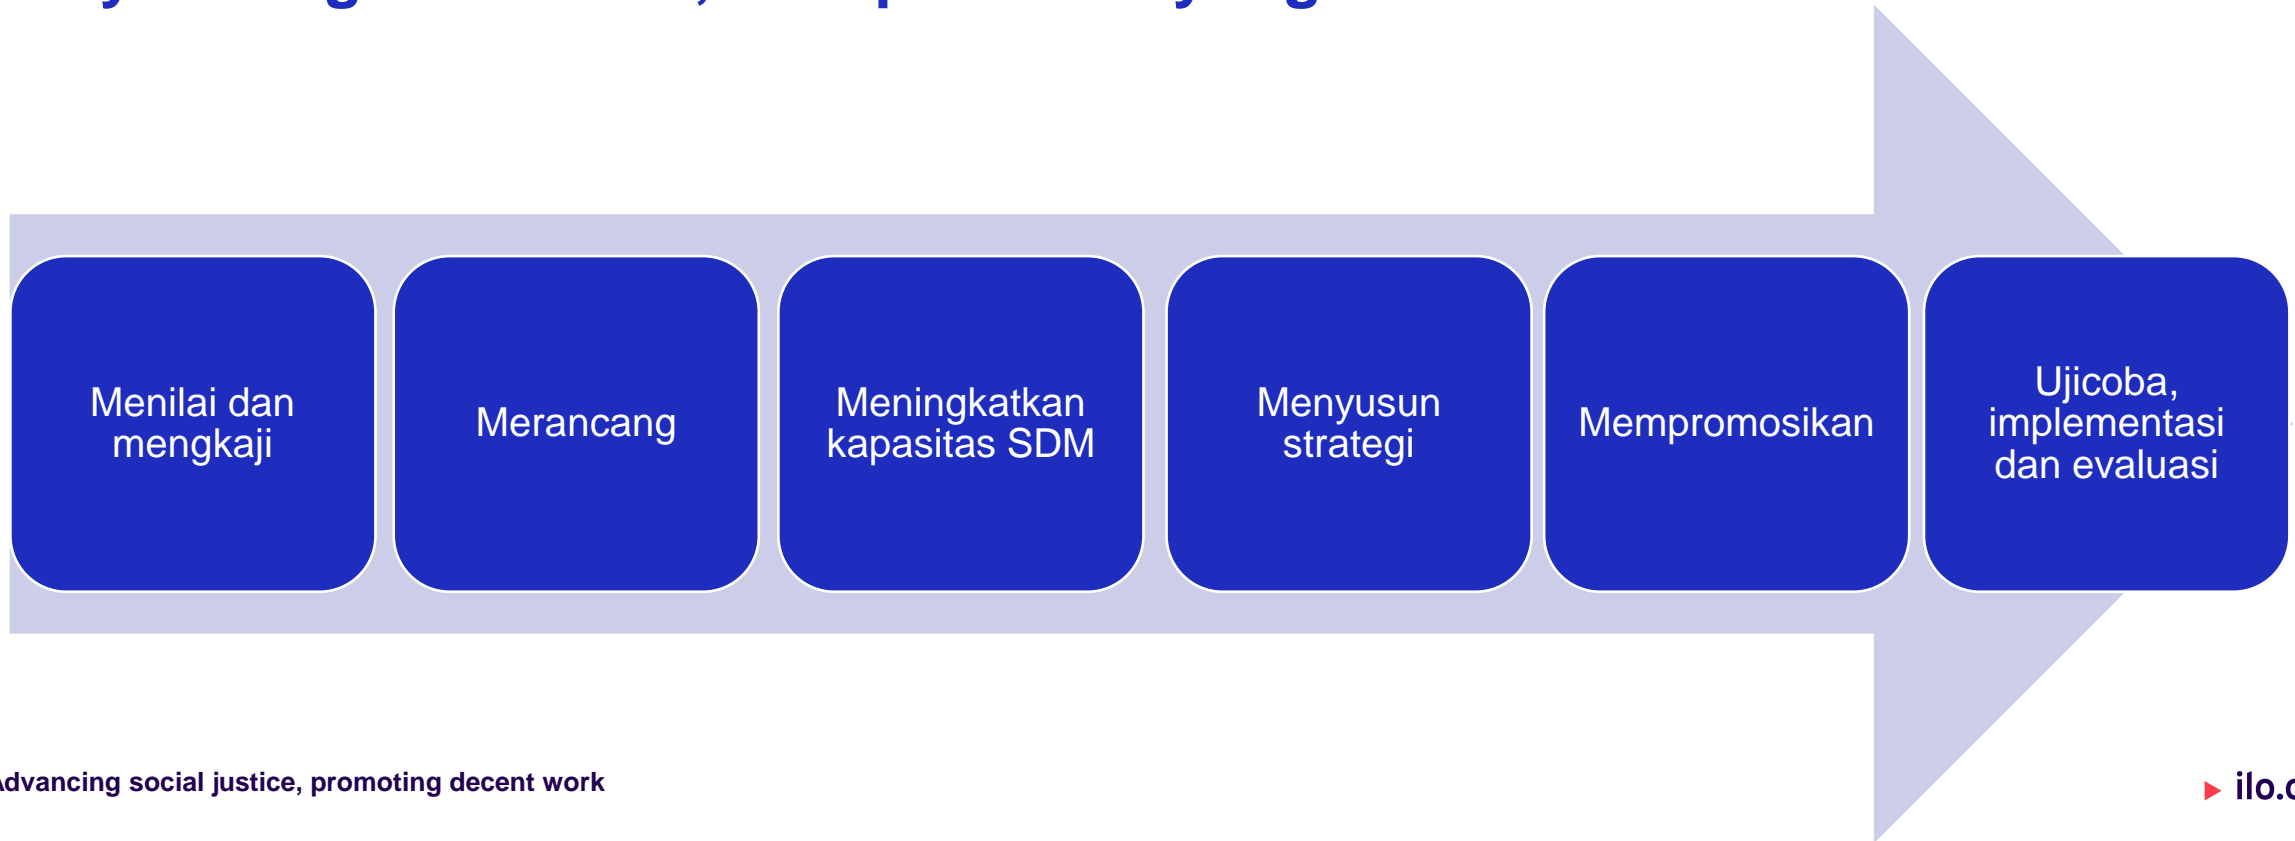 Menilai dan
mengkaji
Merancang
Meningkatkan
kapasitas SDM
Menyusun
strategi
Mempromosikan
Ujicoba,
implementasi
dan evaluasi
Advancing social justice, promoting decent work
ilo.